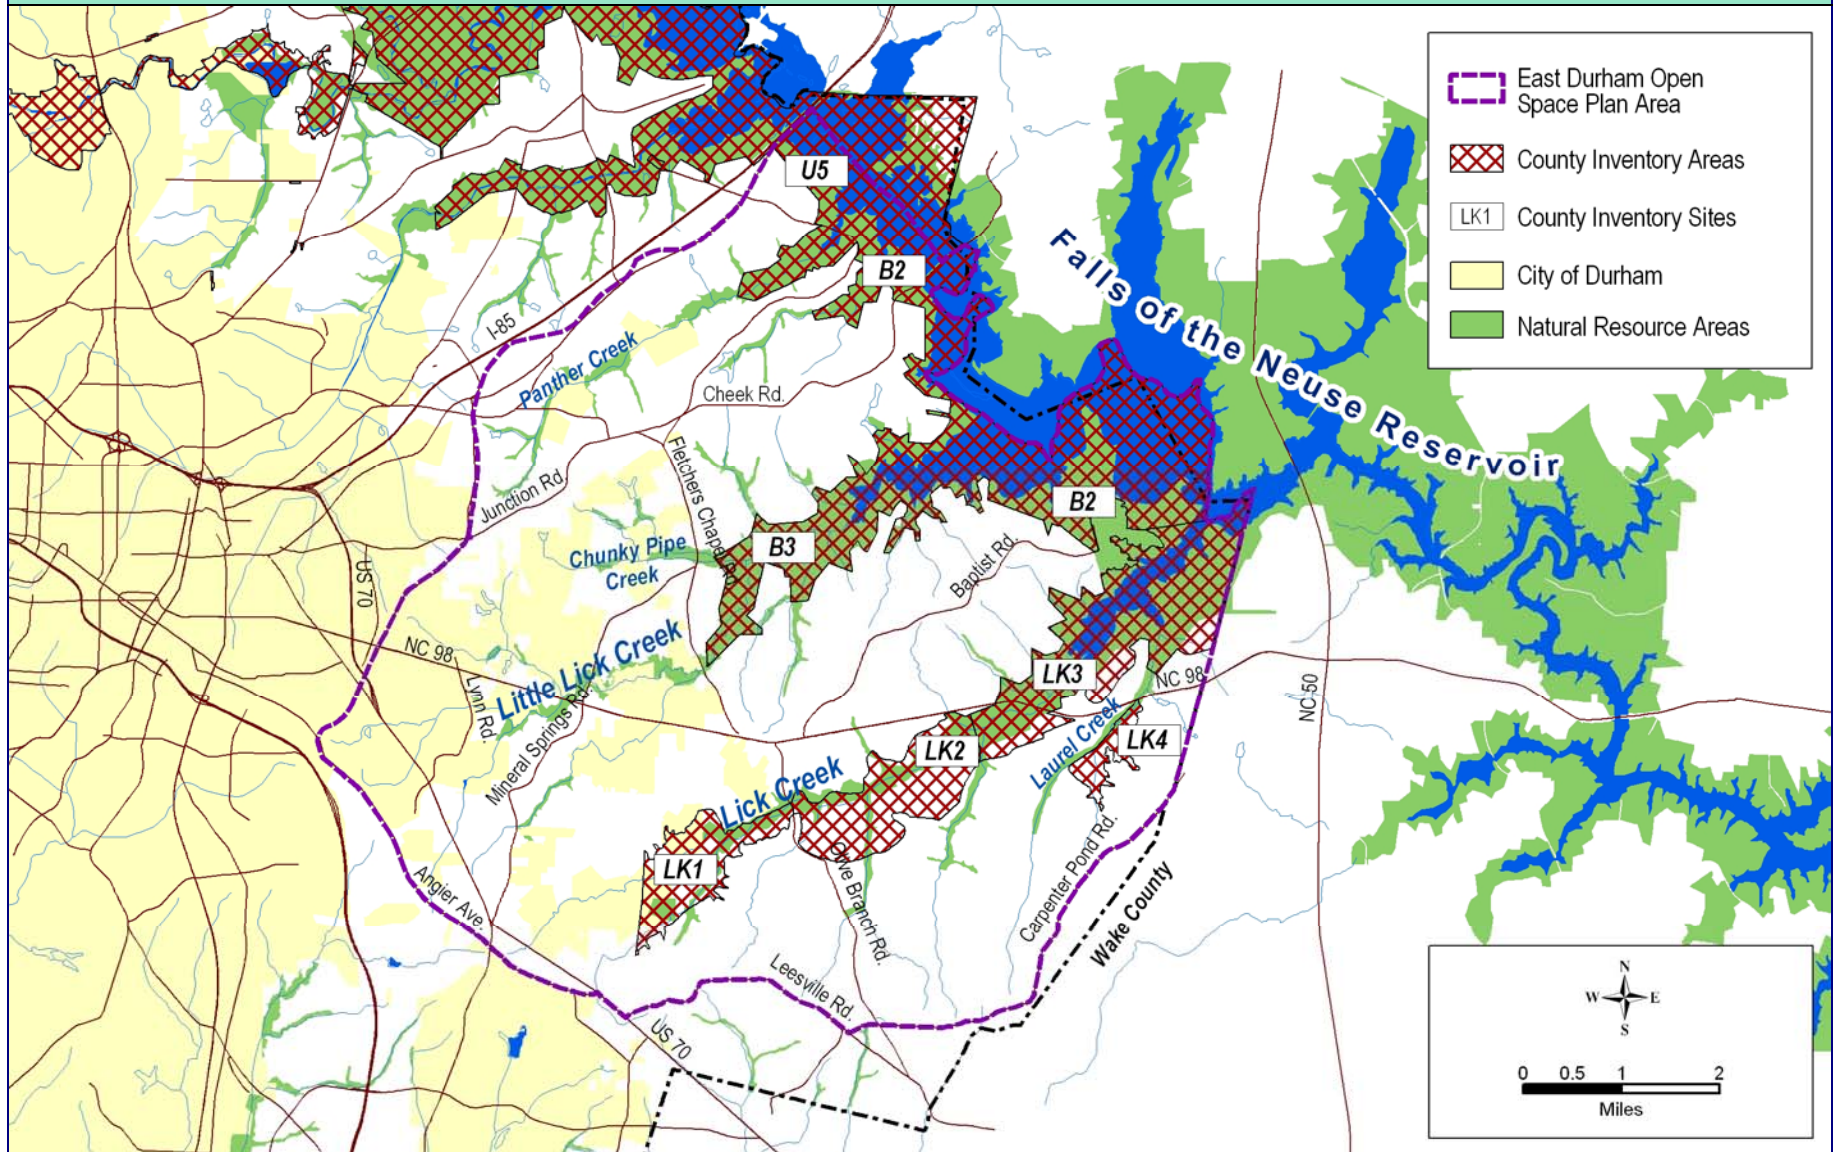 East Durham Open
Space Plan Area
County Inventory Areas
LK1
County Inventory Sites
City of Durham
Natural Resource Areas
U5
B2
Falls of the Neuse Reservoir
I-85
Panther Creek
Cheek Rd.
Fletchers Chapel Rd.
Junction Rd.
B2
B3
Chunky Pipe
Creek
Baptist Rd.
US 70
NC 98
Little Lick Creek
Lynn Rd.
Mineral Springs Rd.
LK3
NC 98
NC 50
LK2
Laurel Creek
LK4
Lick Creek
LK1
Olive Branch Rd.
Carpenter Pond Rd.
Angier Ave.
Wake County
Leesville Rd.
US 70
N
W E
S
0 0.5 1 2
Miles